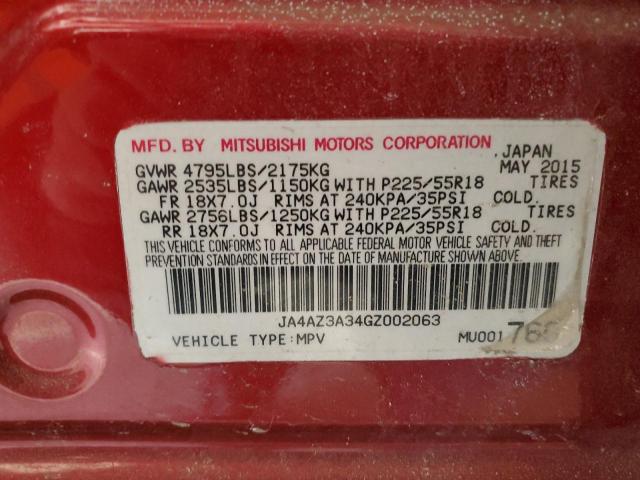 MFD. BY MITSUBISHI MOTORS CORPORATION JAPAN
GVWR 4795LBS/2175KG MAY 2015
GAWR 2535LBS/1150KG WITH P225/55R18 TIRES
FR 18X7.0J RIMS AT 240KPA/35PSI COLD.
GAWR 2756LBS/1250KG WITH P225/55R18 TIRES
RR 18X7.0J RIMS AT 240KPA/35PSI COLD.
THIS VEHICLE CONFORMS TO ALL APPLICABLE FEDERAL MOTOR VEHICLE SAFETY AND THEFT
PREVENTION STANDARDS IN EFFECT ON THE DATE OF MANUFACTURE SHOWN ABOVE.
JA4AZ3A34GZ002063
VEHICLE TYPE:MPV MU001